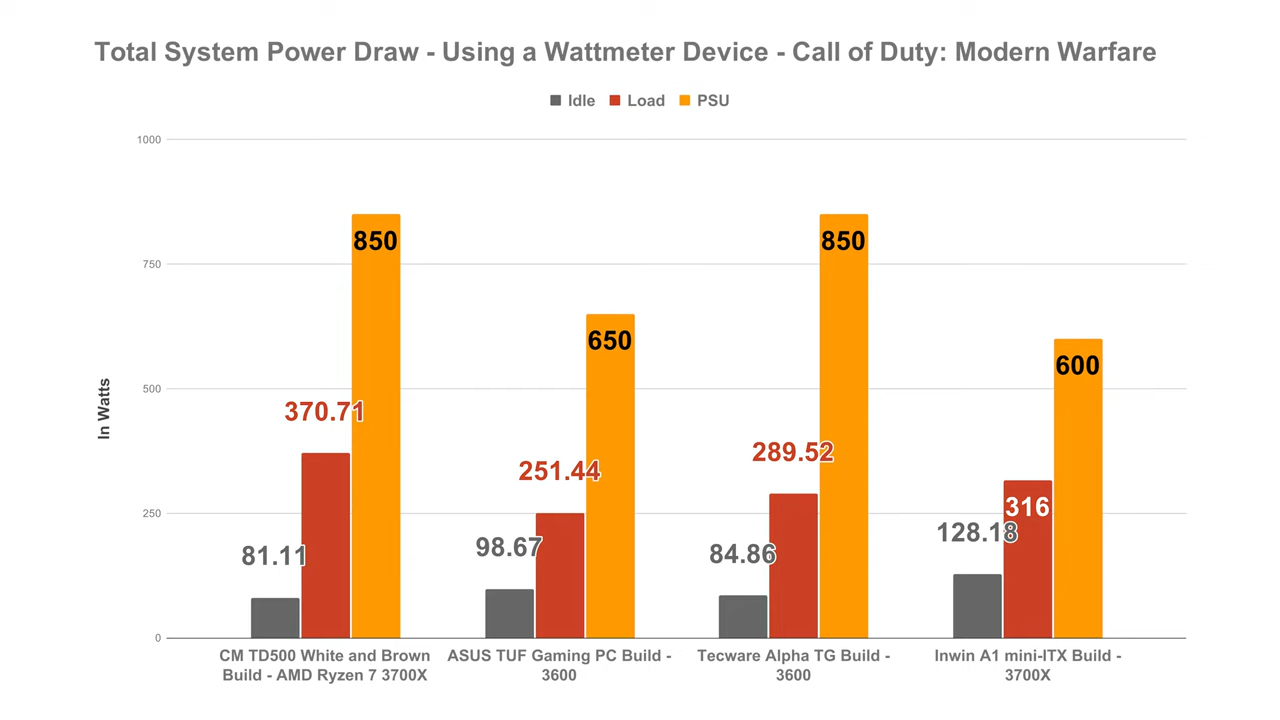 Total System Power Draw - Using a Wattmeter Device - Call of Duty: Modern Warfare
Idle Load PSU
1000
750
500
250
0
In Watts
81.11
370.71
850
98.67
251.44
650
84.86
289.52
850
128.18
316
600
CM TD500 White and Brown
Build - AMD Ryzen 7 3700X
ASUS TUF Gaming PC Build -
3600
Tecware Alpha TG Build -
3600
Inwin A1 mini-ITX Build -
3700X